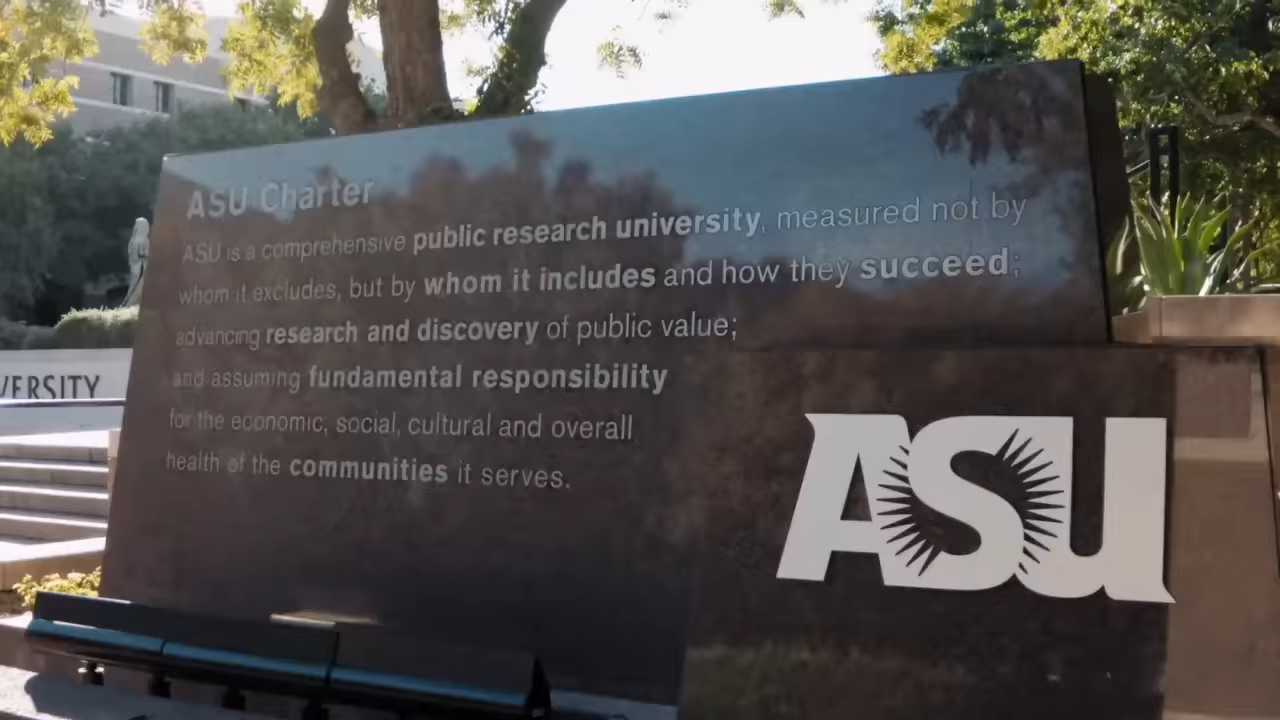 ASU Charter
ASU is a comprehensive public research university, measured not by
whom it excludes, but by whom it includes and how they succeed;
advancing research and discovery of public value;
and assuming fundamental responsibility
for the economic, social, cultural and overall
health of the communities it serves.
VERSITY
ASU